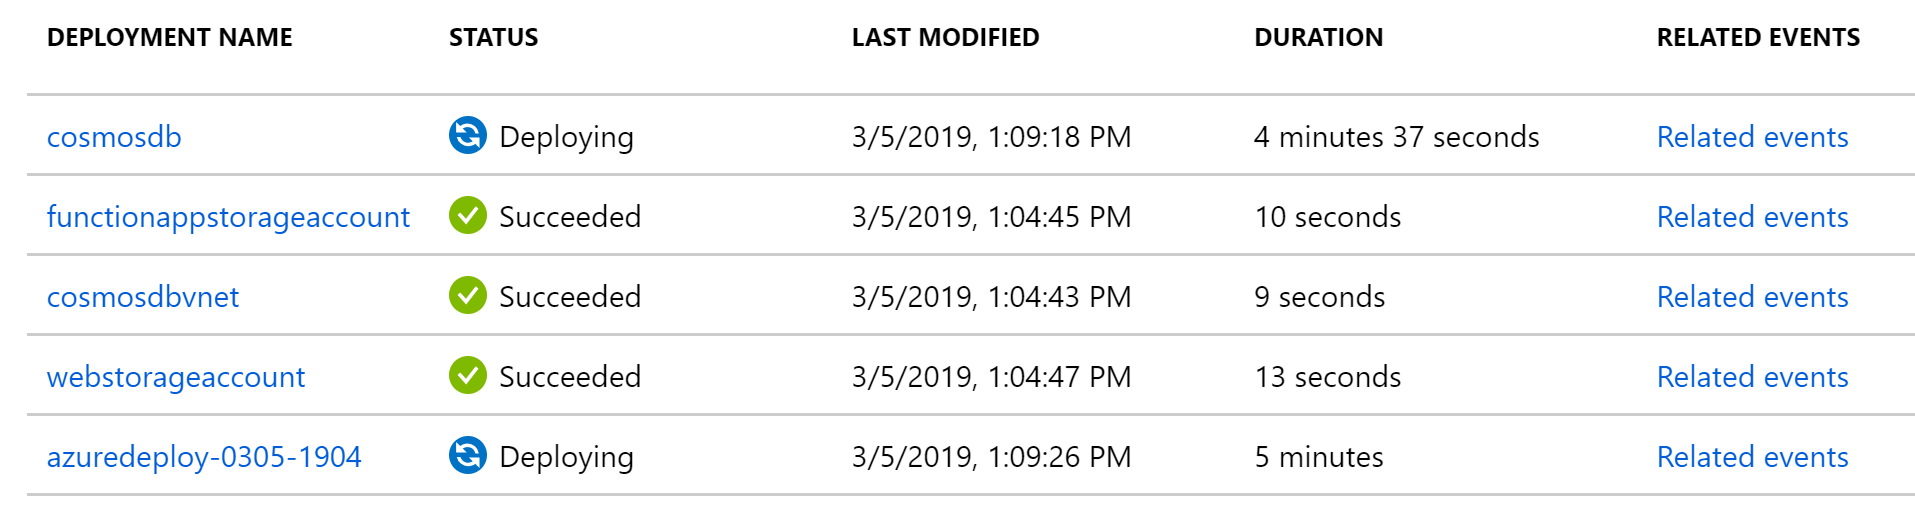 DEPLOYMENT NAME STATUS LAST MODIFIED DURATION RELATED EVENTS
cosmosdb Deploying 3/5/2019, 1:09:18 PM 4 minutes 37 seconds Related events
functionappstorageaccount Succeeded 3/5/2019, 1:04:45 PM 10 seconds Related events
cosmosdbvnet Succeeded 3/5/2019, 1:04:43 PM 9 seconds Related events
webstorageaccount Succeeded 3/5/2019, 1:04:47 PM 13 seconds Related events
azuredeploy-0305-1904 Deploying 3/5/2019, 1:09:26 PM 5 minutes Related events